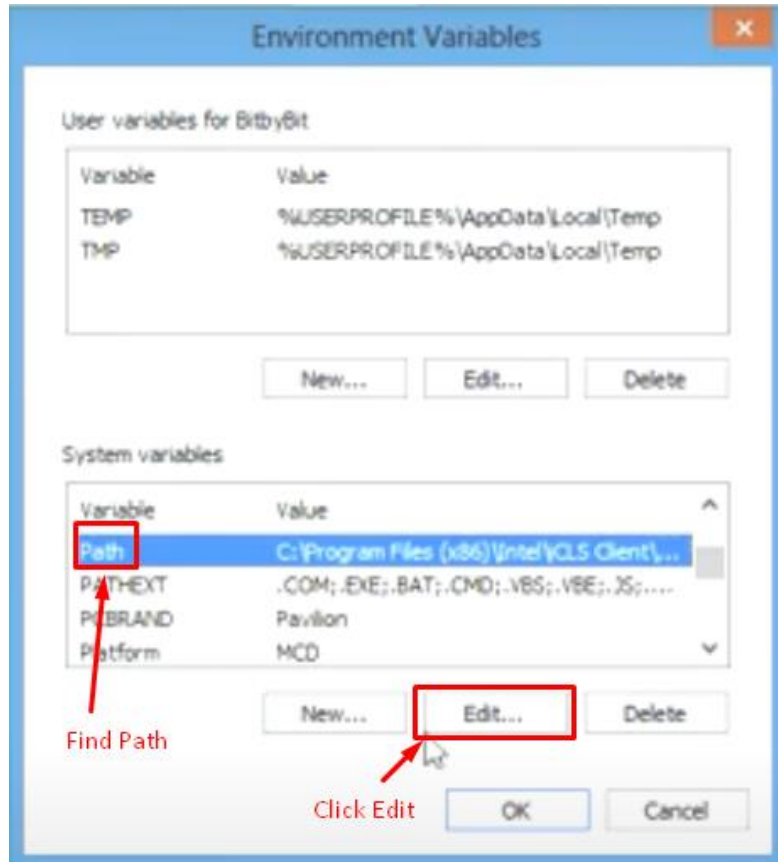 Environment Variables
User variables for BitbyBit
Variable Value
TEMP %USERPROFILE%\AppData\Local\Temp
TMP %USERPROFILE%\AppData\Local\Temp
New... Edit... Delete
System variables
Variable Value
Path C:\Program Files (x86)\Intel\iCLS Client\,...
PATHEXT .COM;.EXE;.BAT;.CMD;.VBS;.VBE;.JS;....
PCBRAND Pavilion
Platform MCD
New... Edit... Delete
Find Path
Click Edit
OK Cancel